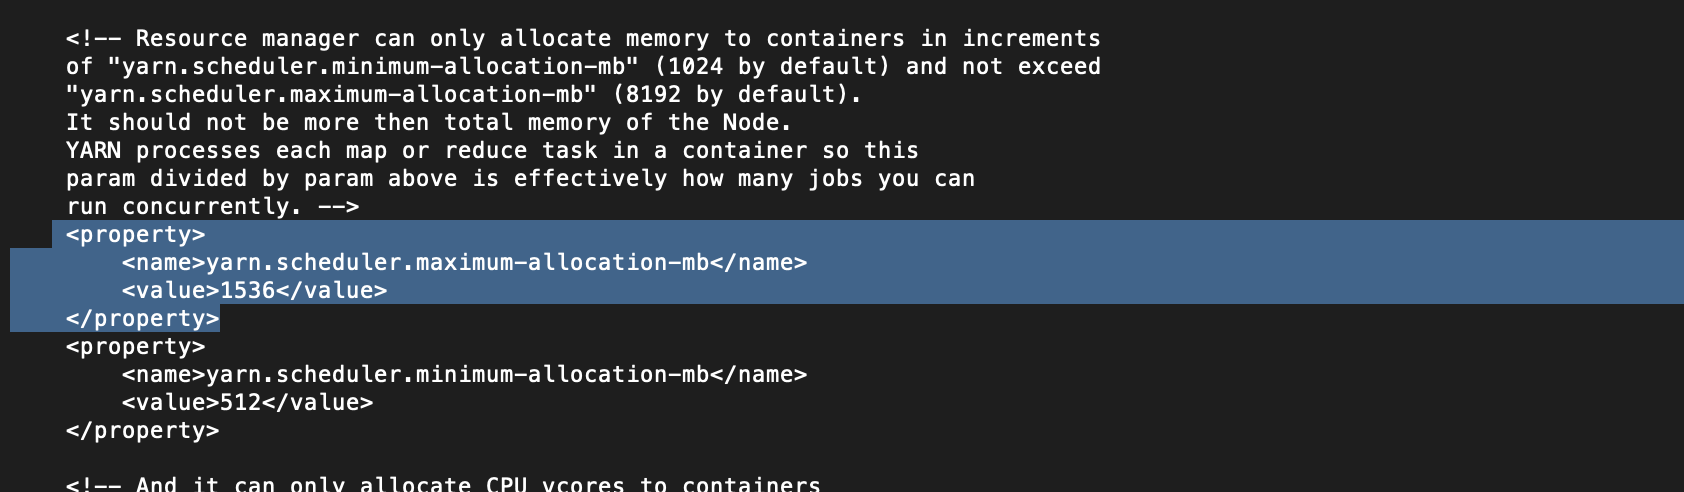 <!-- Resource manager can only allocate memory to containers in increments
of "yarn.scheduler.minimum-allocation-mb" (1024 by default) and not exceed
"yarn.scheduler.maximum-allocation-mb" (8192 by default).
It should not be more then total memory of the Node.
YARN processes each map or reduce task in a container so this
param divided by param above is effectively how many jobs you can
run concurrently. -->
<property>
<name>yarn.scheduler.maximum-allocation-mb</name>
<value>1536</value>
</property>
<property>
<name>yarn.scheduler.minimum-allocation-mb</name>
<value>512</value>
</property>
<!-- And it can only allocate CPU vcores to containers